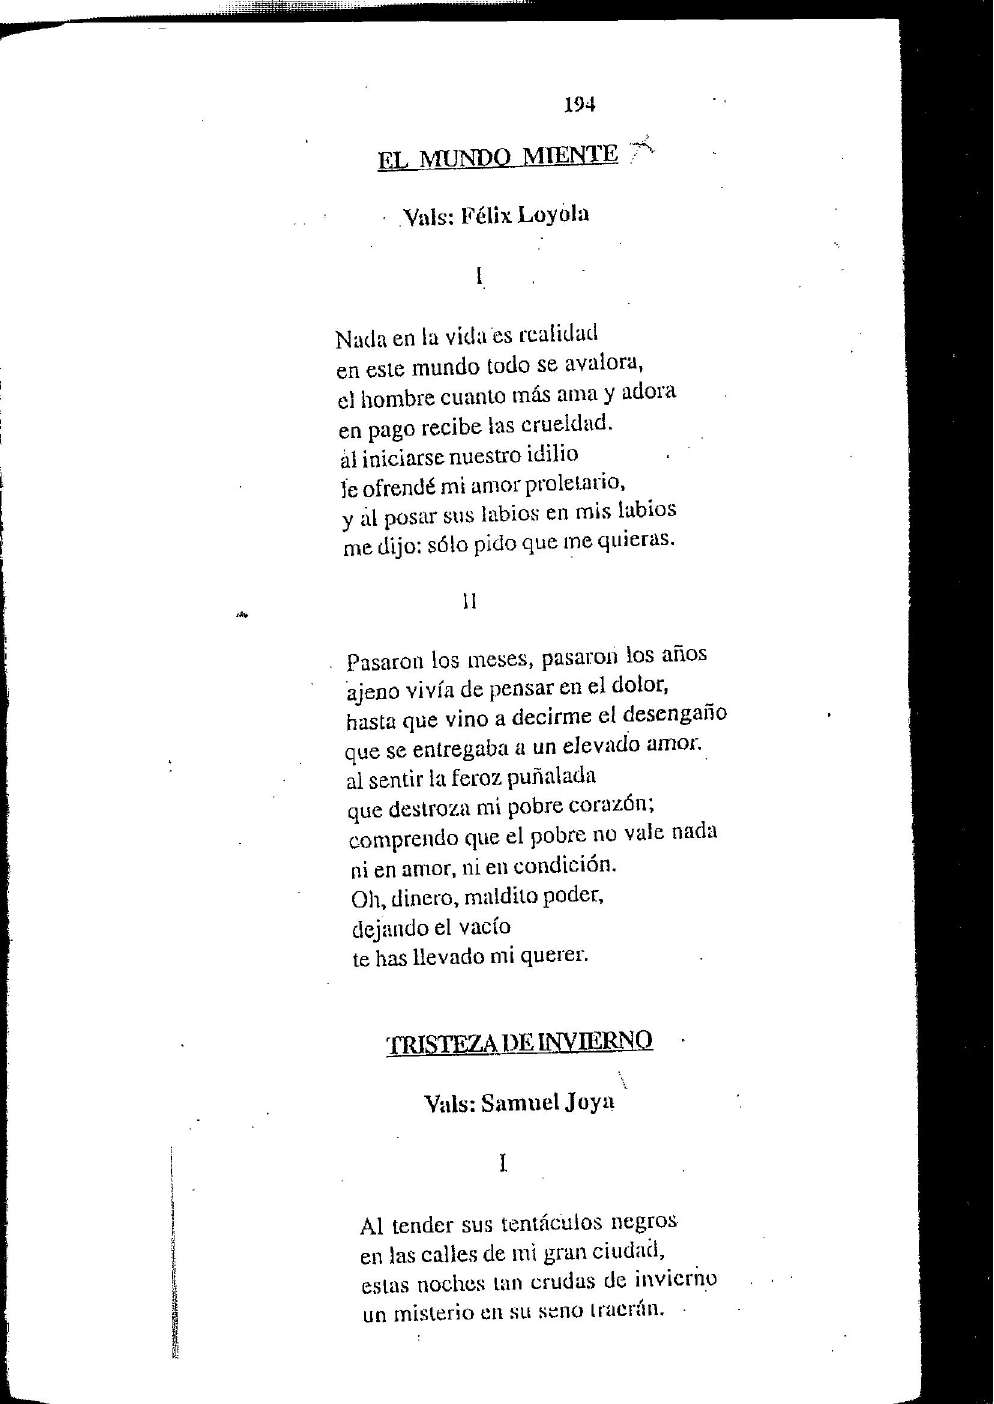 194
EL MUNDO MIENTE
Vals: Félix Loyola
I
Nada en la vida es realidad
en este mundo todo se avalora,
el hombre cuanto más ama y adora
en pago recibe las crueldad.
al iniciarse nuestro idilio
le ofrendé mi amor proletario,
y al posar sus labios en mis labios
me dijo: sólo pido que me quieras.
II
Pasaron los meses, pasaron los años
ajeno vivía de pensar en el dolor,
hasta que vino a decirme el desengaño
que se entregaba a un elevado amor.
al sentir la feroz puñalada
que destroza mi pobre corazón;
comprendo que el pobre no vale nada
ni en amor, ni en condición.
Oh, dinero, maldito poder,
dejando el vacío
te has llevado mi querer.
TRISTEZA DE INVIERNO
Vals: Samuel Joya
I
Al tender sus tentáculos negros
en las calles de mi gran ciudad,
estas noches tan crudas de invierno
un misterio en su seno traerán.